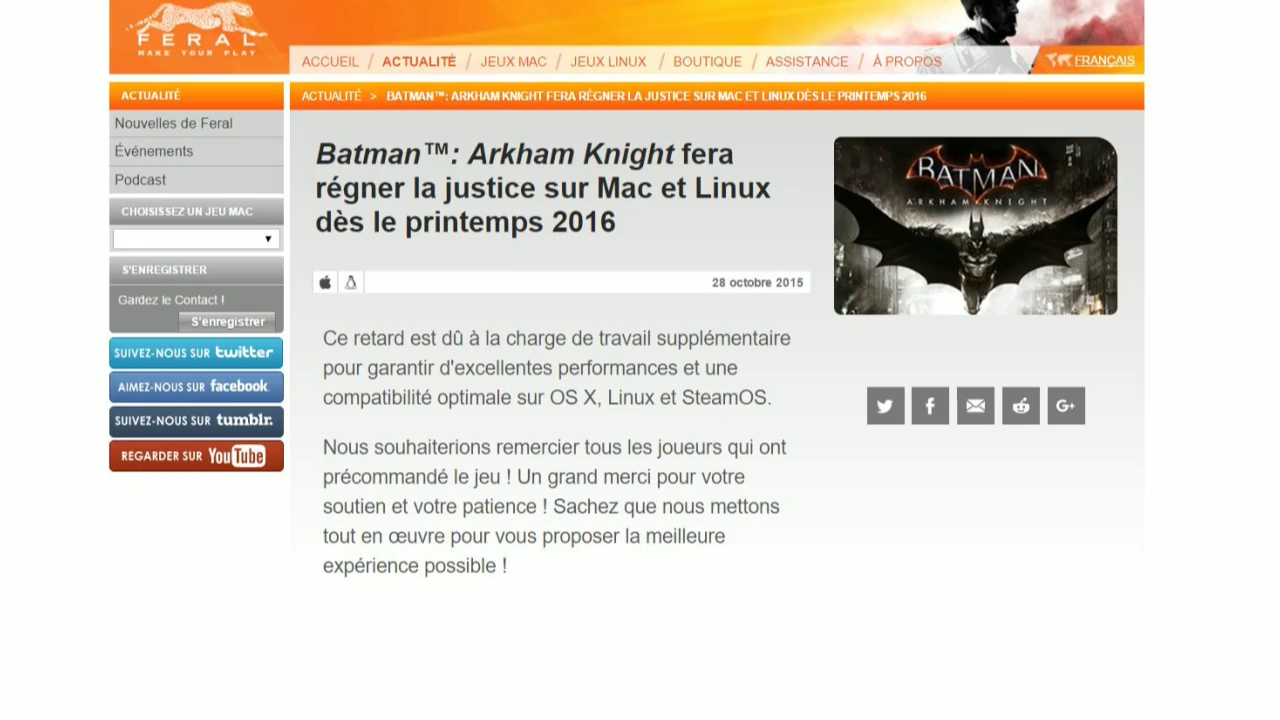 FERAL
MAKE YOUR PLAY
ACCUEIL / ACTUALITÉ / JEUX MAC / JEUX LINUX / BOUTIQUE / ASSISTANCE / À PROPOS
FRANÇAIS
ACTUALITÉ
Nouvelles de Feral
Événements
Podcast
CHOISISSEZ UN JEU MAC
S'ENREGISTRER
Gardez le Contact !
S'enregistrer
SUIVEZ-NOUS SUR twitter
AIMEZ-NOUS SUR facebook
SUIVEZ-NOUS SUR tumblr.
REGARDER SUR YouTube
ACTUALITÉ > BATMAN™: ARKHAM KNIGHT FERA RÉGNER LA JUSTICE SUR MAC ET LINUX DÈS LE PRINTEMPS 2016
Batman™: Arkham Knight fera
régner la justice sur Mac et Linux
dès le printemps 2016
28 octobre 2015
Ce retard est dû à la charge de travail supplémentaire
pour garantir d'excellentes performances et une
compatibilité optimale sur OS X, Linux et SteamOS.
Nous souhaiterions remercier tous les joueurs qui ont
précommandé le jeu ! Un grand merci pour votre
soutien et votre patience ! Sachez que nous mettons
tout en œuvre pour vous proposer la meilleure
expérience possible !
BATMAN
ARKHAM KNIGHT
G+